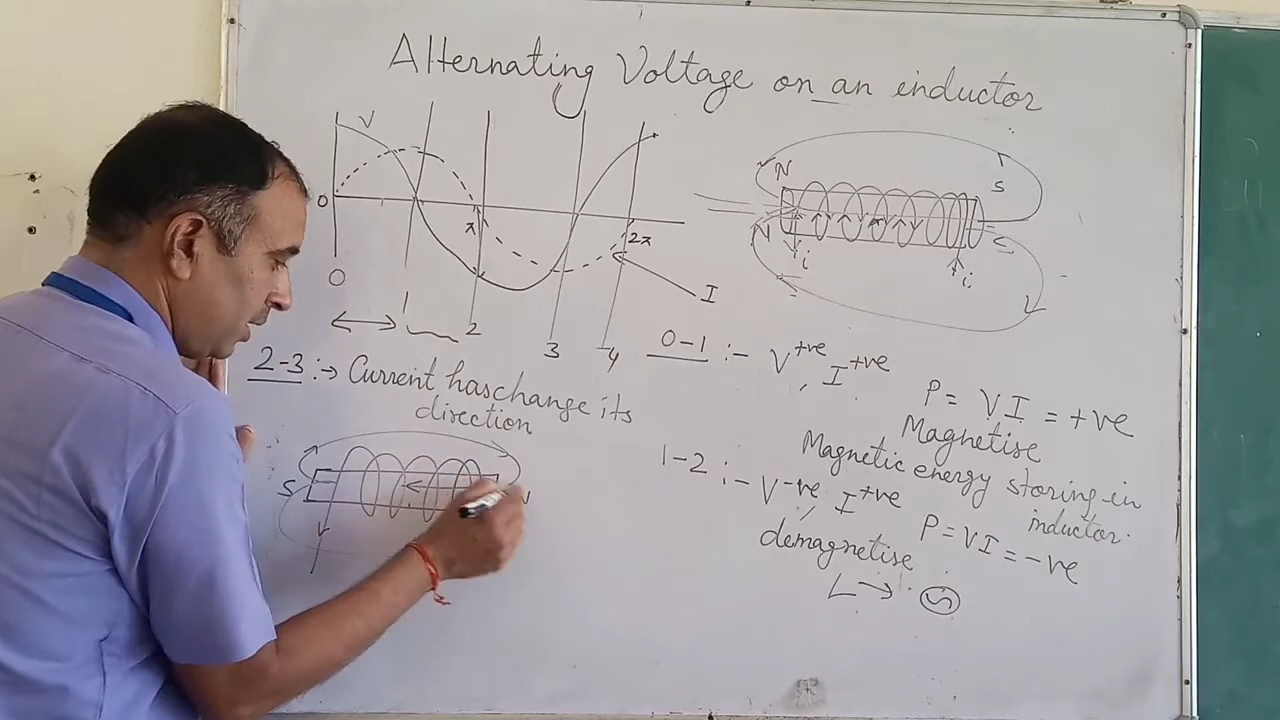 Alternating Voltage on an inductor
V
0
π
2π
0
1
2
3
4
I
N
S
N
S
i
i
0-1 :- V+ve, I+ve
P = VI = +ve
Magnetise
Magnetic energy storing in
inductor.
1-2 :- V-ve, I+ve
P = VI = -ve
demagnetise
L →
2-3 :→ Current has change its
direction
S